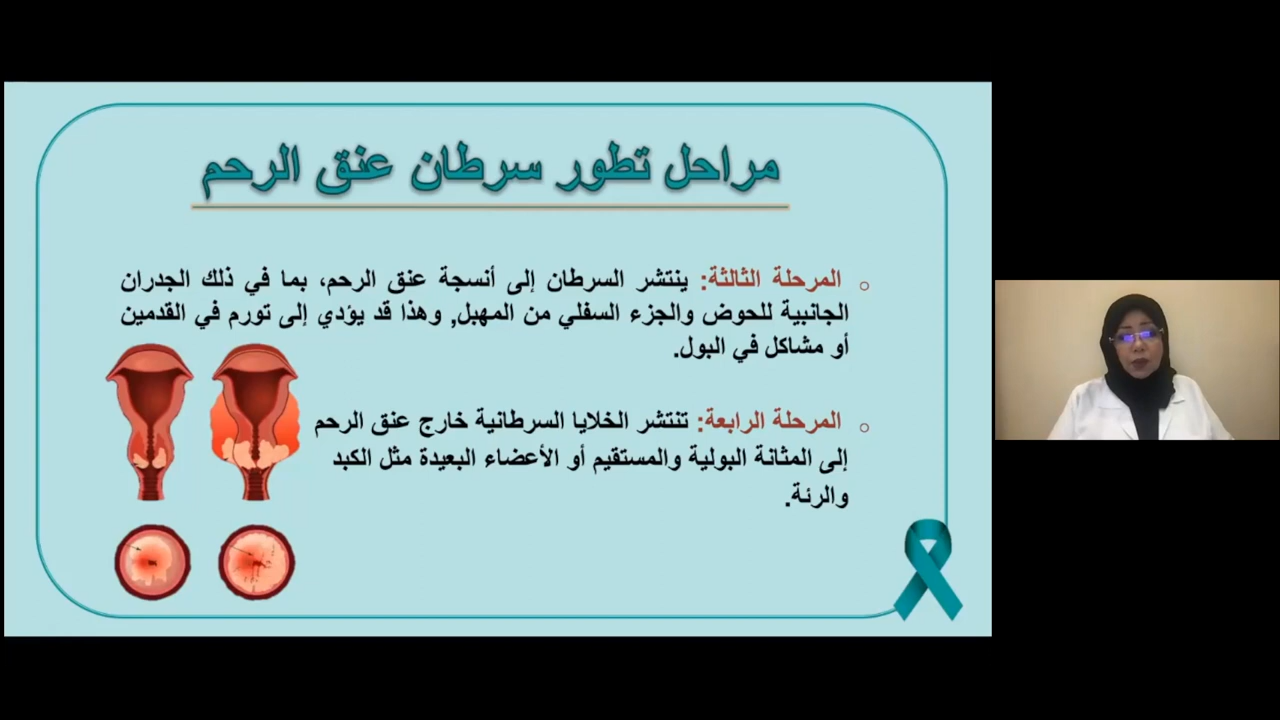 مراحل تطور سرطان عنق الرحم
المرحلة الثالثة: ينتشر السرطان إلى أنسجة عنق الرحم، بما في ذلك الجدران
الجانبية للحوض والجزء السفلي من المهبل, وهذا قد يؤدي إلى تورم في القدمين
أو مشاكل في البول.
المرحلة الرابعة: تنتشر الخلايا السرطانية خارج عنق الرحم
إلى المثانة البولية والمستقيم أو الأعضاء البعيدة مثل الكبد
والرئة.